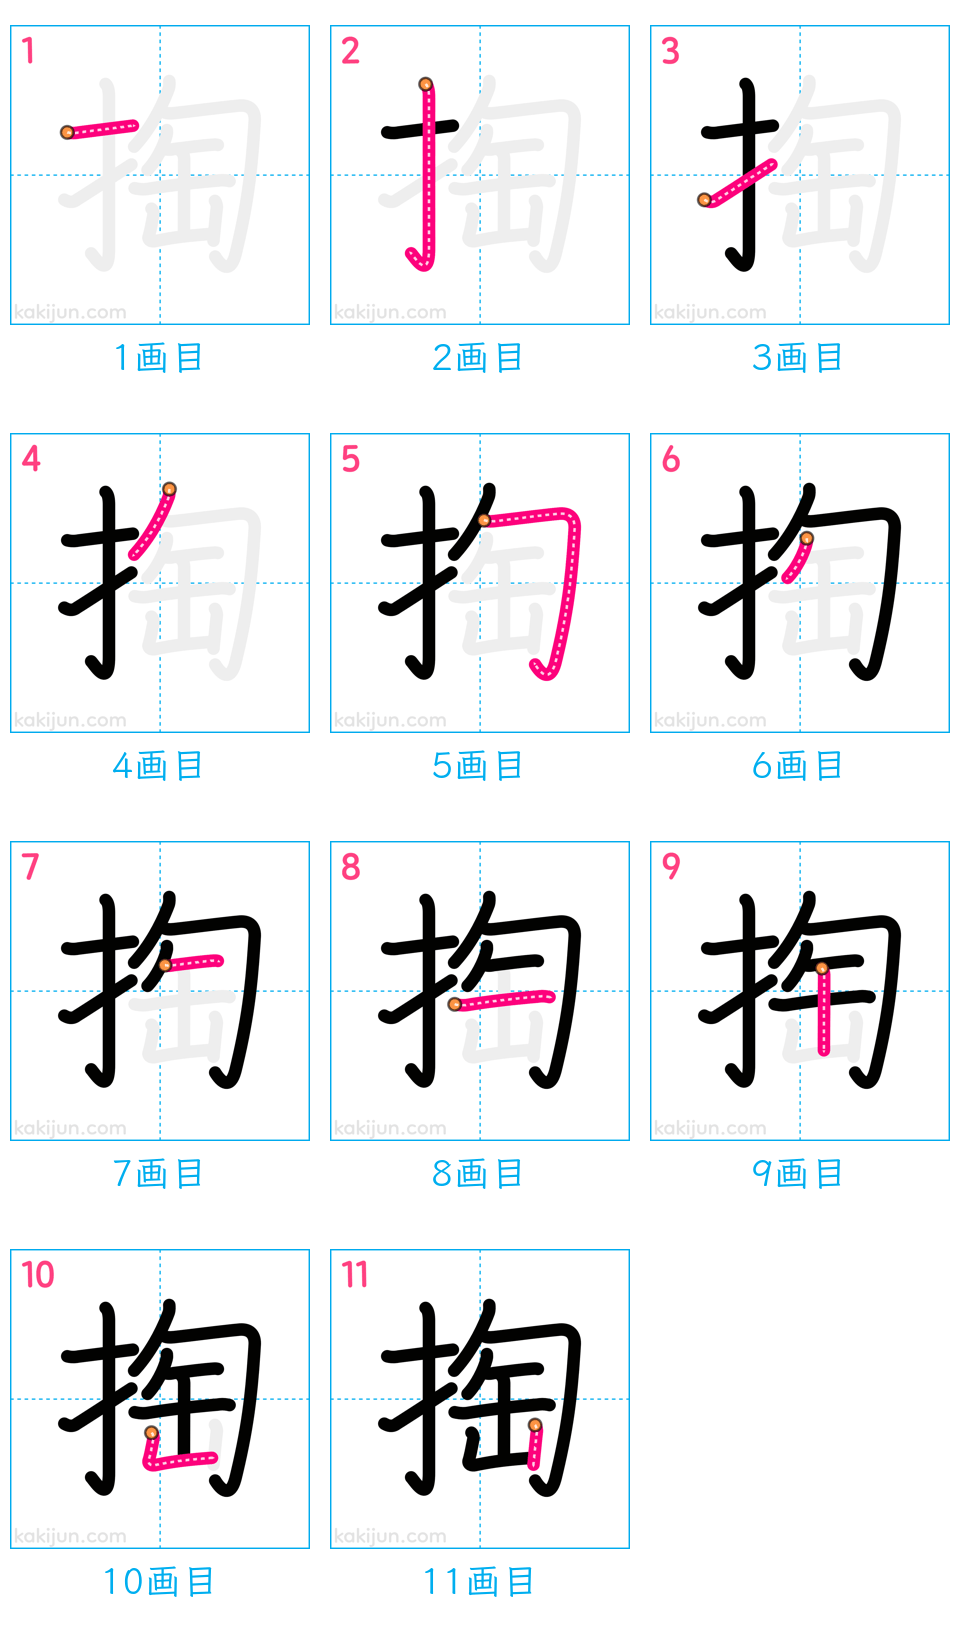 1 2 3
kakijun.com kakijun.com kakijun.com
1画目 2画目 3画目
4 5 6
kakijun.com kakijun.com kakijun.com
4画目 5画目 6画目
7 8 9
kakijun.com kakijun.com kakijun.com
7画目 8画目 9画目
10 11
掏 掏
kakijun.com kakijun.com
10画目 11画目